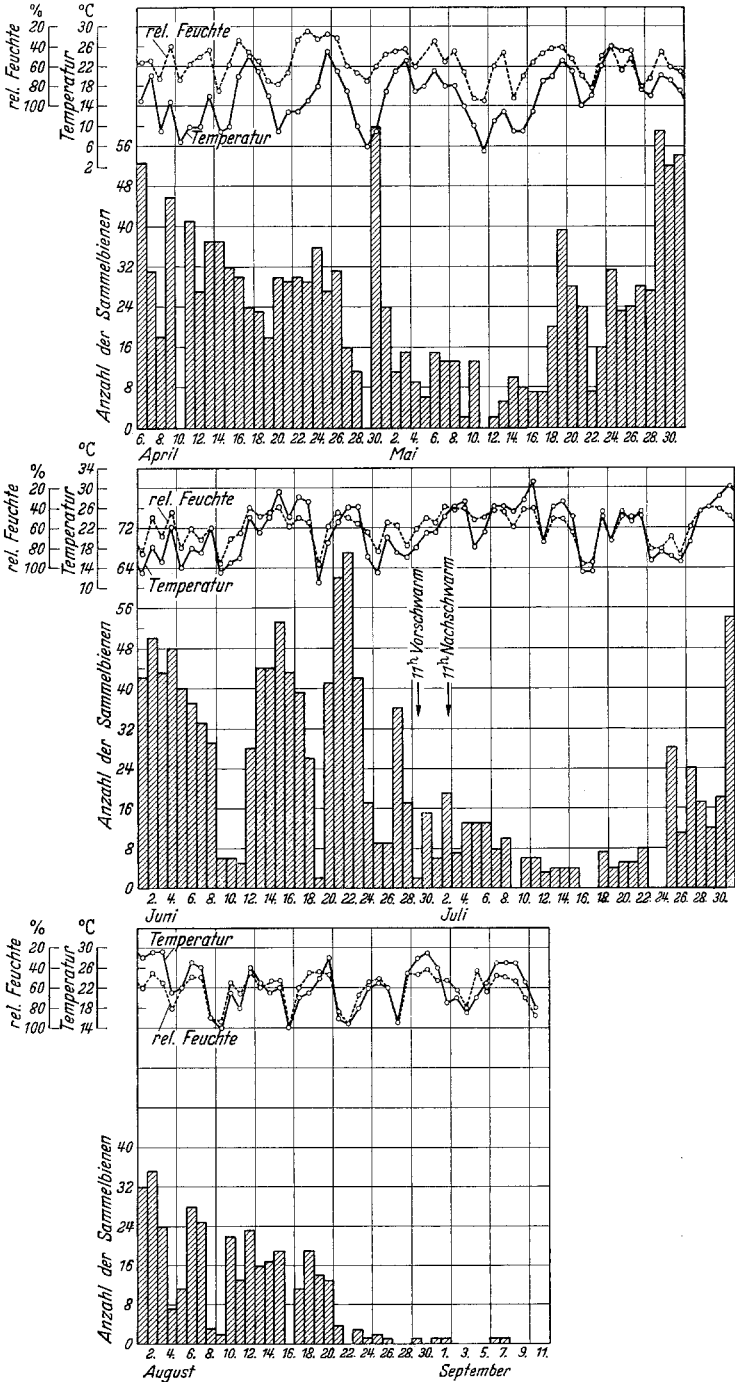 % °C
rel. Feuchte
20 40 60 80 100
Temperatur
30 26 22 18 14 10 6 2
rel. Feuchte
Temperatur
Anzahl der Sammelbienen
56 48 40 32 24 16 8 0
6. 8. 10. 12. 14. 16. 18. 20. 22. 24. 26. 28. 30. 2. 4. 6. 8. 10. 12. 14. 16. 18. 20. 22. 24. 26. 28. 30.
April Mai
% °C
rel. Feuchte
20 40 60 80 100
Temperatur
34 30 26 22 18 14 10
rel. Feuchte
Temperatur
11ʰ Vorschwarm
11ʰ Nachschwarm
Anzahl der Sammelbienen
72 64 56 48 40 32 24 16 8 0
2. 4. 6. 8. 10. 12. 14. 16. 18. 20. 22. 24. 26. 28. 30. 2. 4. 6. 8. 10. 12. 14. 16. 18. 20. 22. 24. 26. 28. 30.
Juni Juli
% °C
rel. Feuchte
20 40 60 80 100
Temperatur
30 26 22 18 14
Temperatur
rel. Feuchte
Anzahl der Sammelbienen
40 32 24 16 8 0
2. 4. 6. 8. 10. 12. 14. 16. 18. 20. 22. 24. 26. 28. 30. 1. 3. 5. 7. 9. 11.
August September